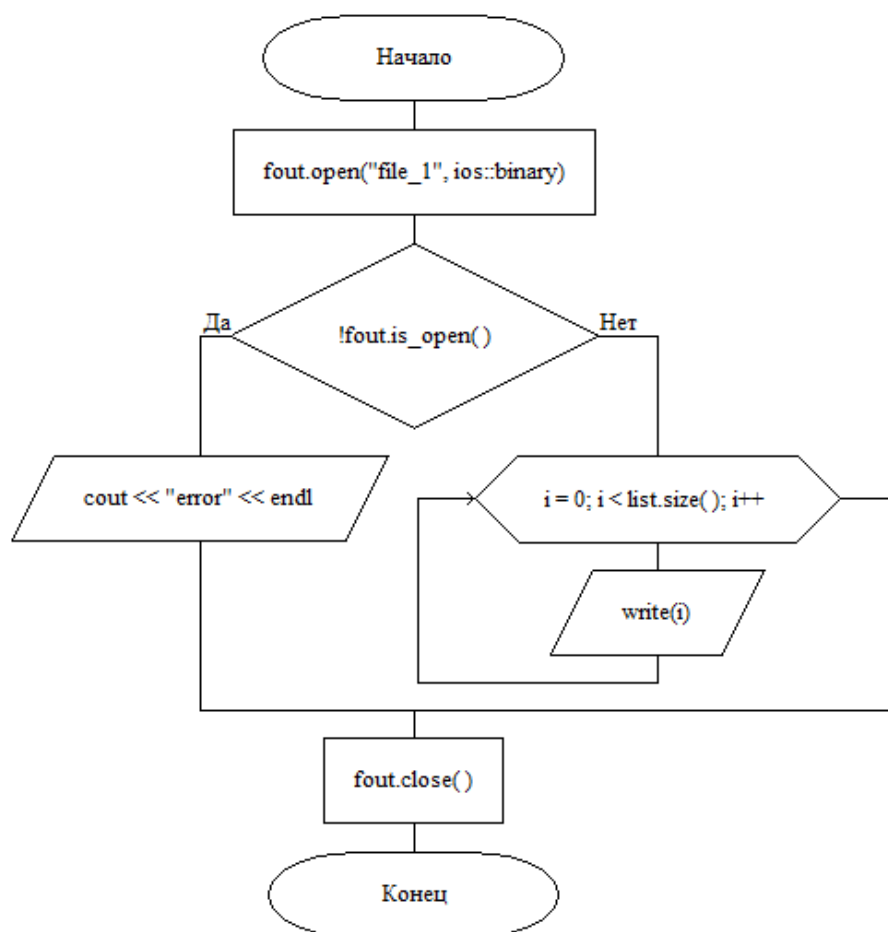 Начало
fout.open("file_1", ios::binary)
!fout.is_open( )
Да
Нет
cout << "error" << endl
i = 0; i < list.size( ); i++
write(i)
fout.close( )
Конец